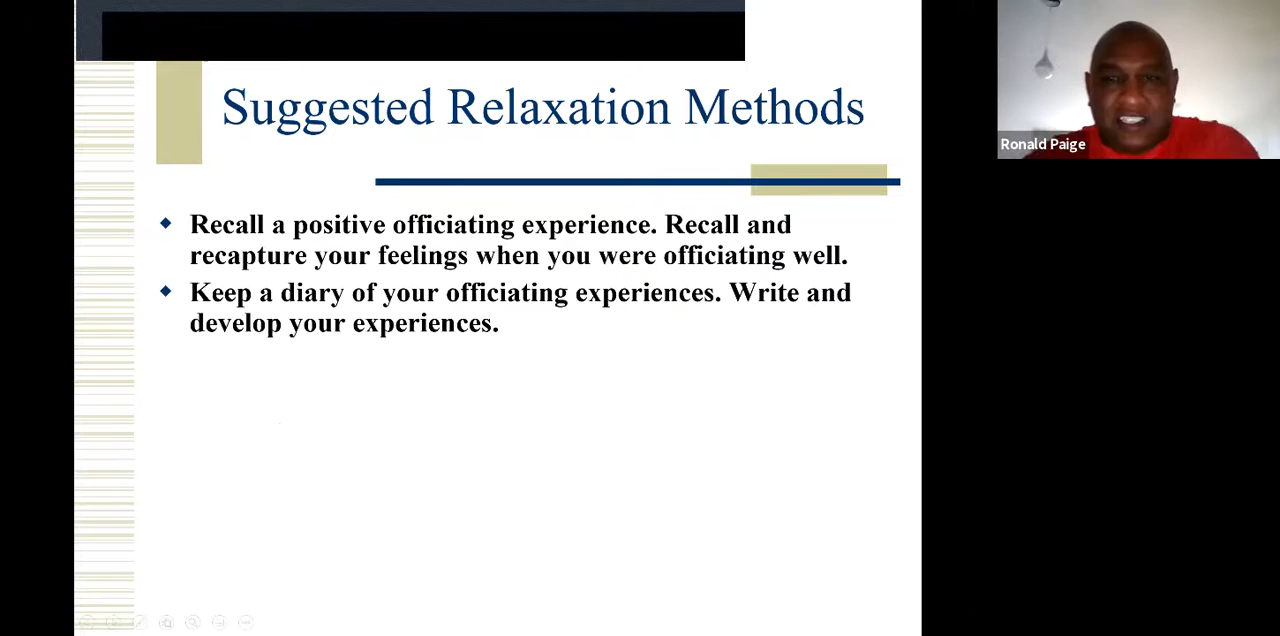 Suggested Relaxation Methods
Recall a positive officiating experience. Recall and
recapture your feelings when you were officiating well.
Keep a diary of your officiating experiences. Write and
develop your experiences.
Ronald Paige